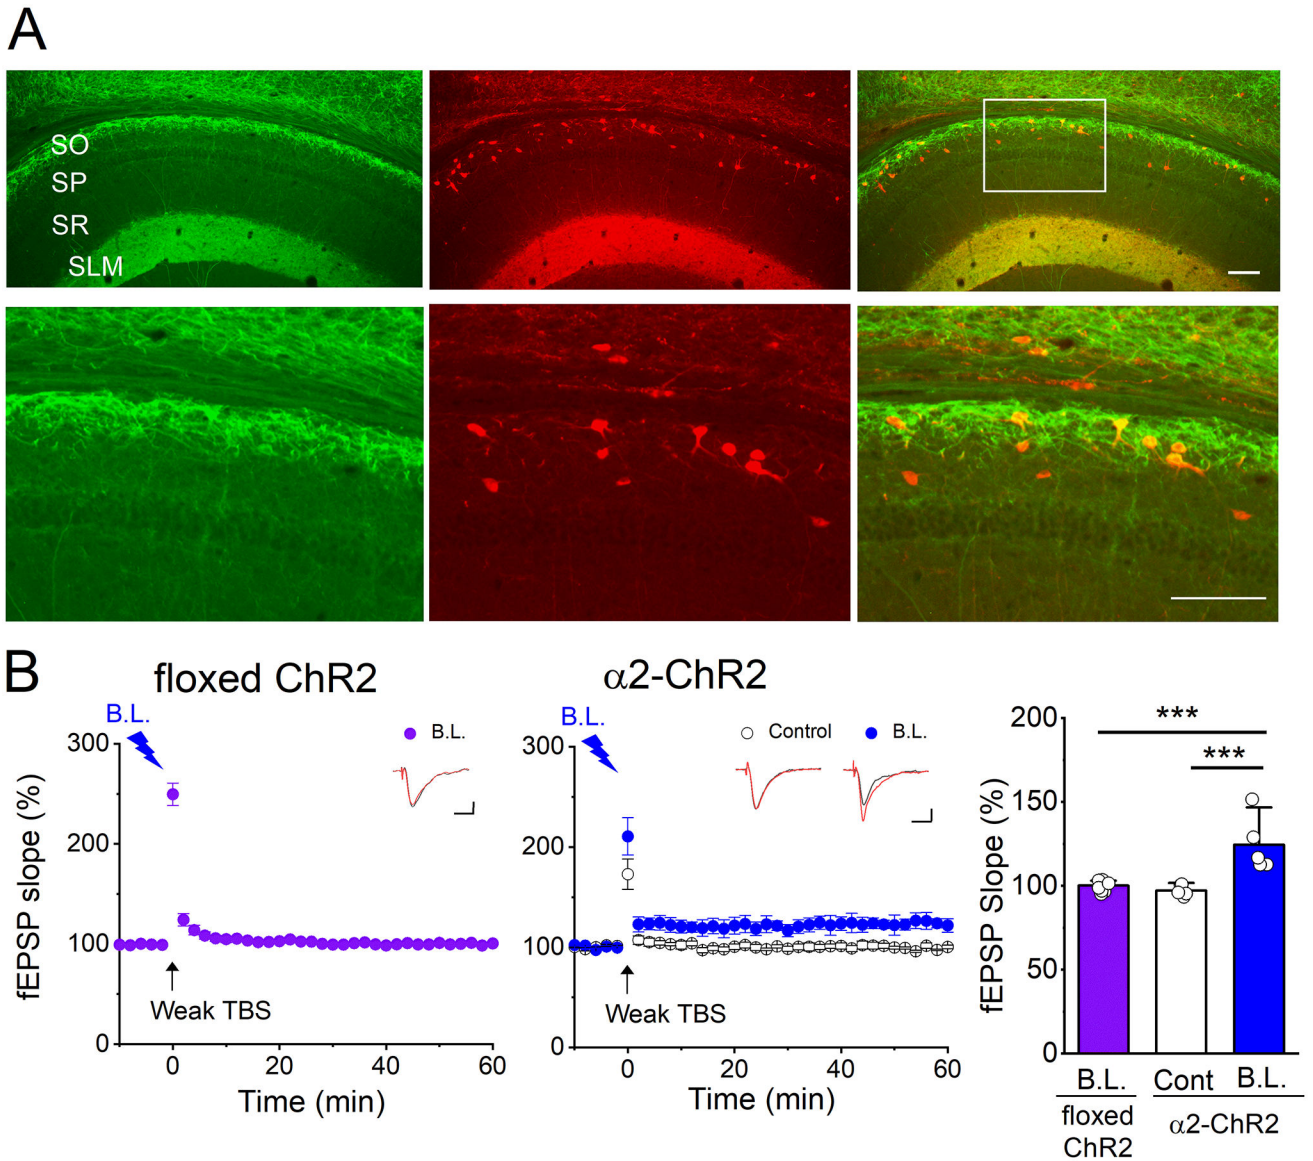 A
SO
SP
SR
SLM
B
floxed ChR2
B.L.
B.L.
fEPSP slope (%)
300
200
100
0
Weak TBS
0
20
40
60
Time (min)
α2-ChR2
B.L.
Control
B.L.
300
200
100
0
Weak TBS
0
20
40
60
Time (min)
fEPSP Slope (%)
200
150
100
50
0
***
***
B.L.
Cont
B.L.
floxed
ChR2
α2-ChR2